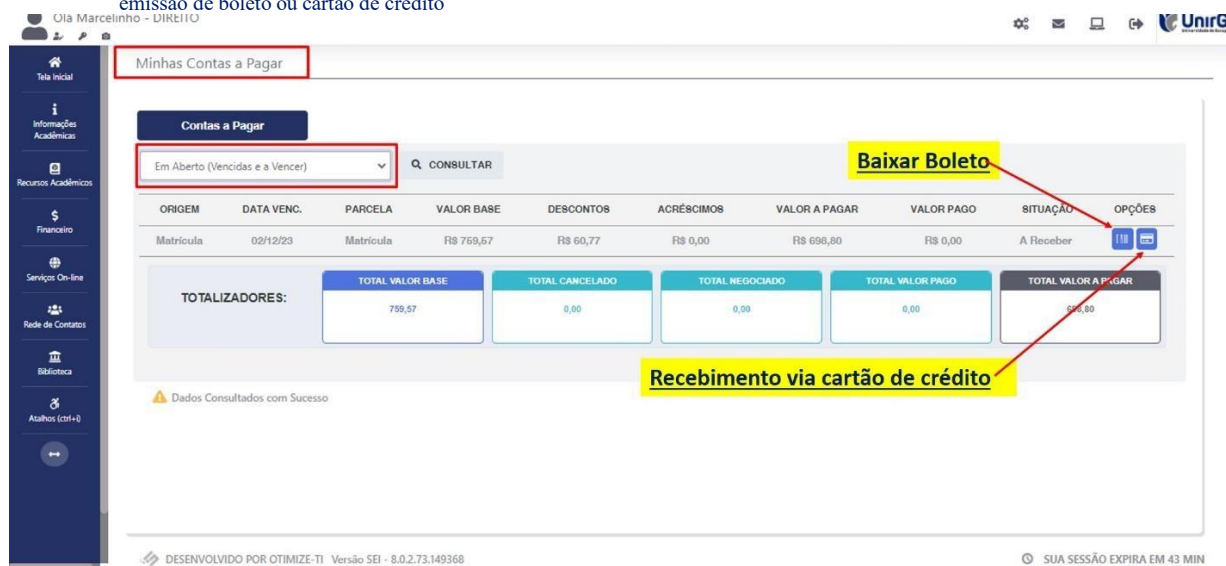 emissão de boleto ou cartão de crédito
Olá Marcelinho - DIREITO
UnirG
Tela Inicial
Informações
Acadêmicas
Recursos Acadêmicos
Financeiro
Serviços On-line
Rede de Contatos
Biblioteca
Atalhos (ctrl+i)
Minhas Contas a Pagar
Contas a Pagar
Em Aberto (Vencidas e a Vencer) CONSULTAR
Baixar Boleto
ORIGEM DATA VENC. PARCELA VALOR BASE DESCONTOS ACRÉSCIMOS VALOR A PAGAR VALOR PAGO SITUAÇÃO OPÇÕES
Matrícula 02/12/23 Matrícula R$ 759,57 R$ 60,77 R$ 0,00 R$ 698,80 R$ 0,00 A Receber
TOTALIZADORES:
TOTAL VALOR BASE TOTAL CANCELADO TOTAL NEGOCIADO TOTAL VALOR PAGO TOTAL VALOR A PAGAR
759,57 0,00 0,00 0,00 698,80
Recebimento via cartão de crédito
Dados Consultados com Sucesso
DESENVOLVIDO POR OTIMIZE-TI Versão SEI - 8.0.2.73.149368
SUA SESSÃO EXPIRA EM 43 MIN